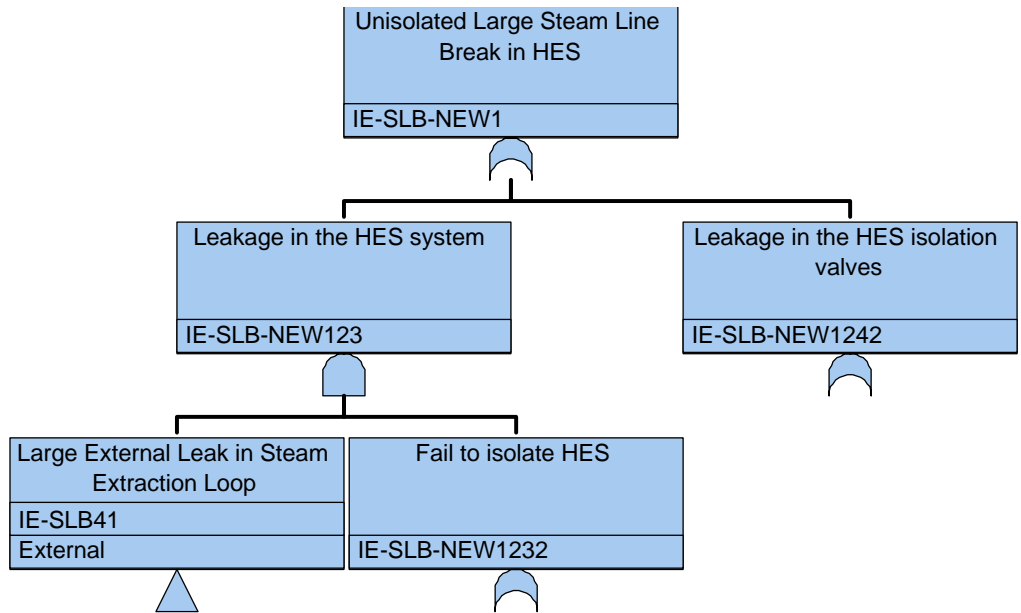 Unisolated Large Steam Line
Break in HES
IE-SLB-NEW1
Leakage in the HES system
IE-SLB-NEW123
Leakage in the HES isolation
valves
IE-SLB-NEW1242
Large External Leak in Steam
Extraction Loop
IE-SLB41
External
Fail to isolate HES
IE-SLB-NEW1232